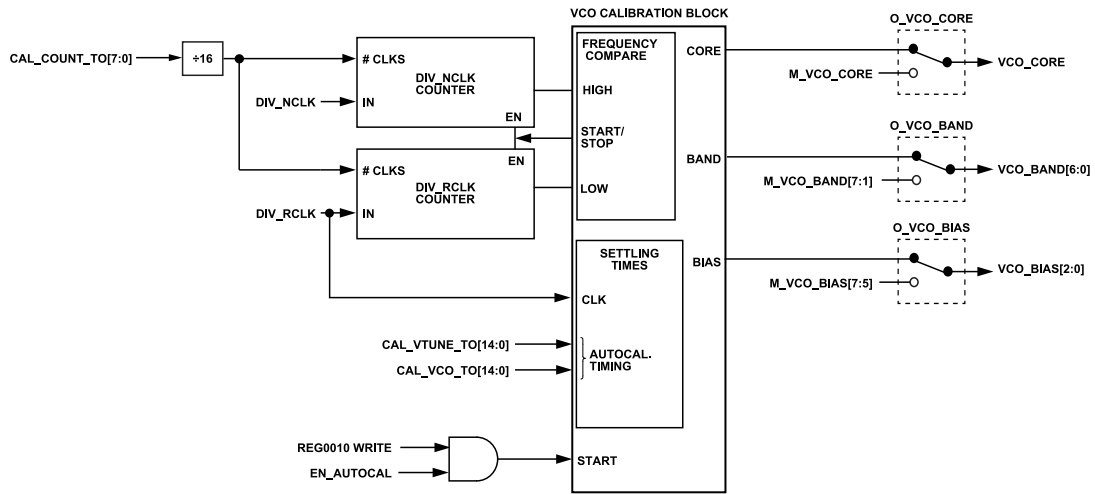 VCO CALIBRATION BLOCK
O_VCO_CORE
CAL_COUNT_TO[7:0]
÷16
# CLKS
DIV_NCLK
COUNTER
DIV_NCLK
IN
EN
FREQUENCY
COMPARE
HIGH
START/
STOP
LOW
CORE
M_VCO_CORE
VCO_CORE
EN
# CLKS
DIV_RCLK
COUNTER
DIV_RCLK
IN
O_VCO_BAND
BAND
M_VCO_BAND[7:1]
VCO_BAND[6:0]
O_VCO_BIAS
BIAS
M_VCO_BIAS[7:5]
VCO_BIAS[2:0]
SETTLING
TIMES
CLK
CAL_VTUNE_TO[14:0]
CAL_VCO_TO[14:0]
AUTOCAL.
TIMING
REG0010 WRITE
EN_AUTOCAL
START